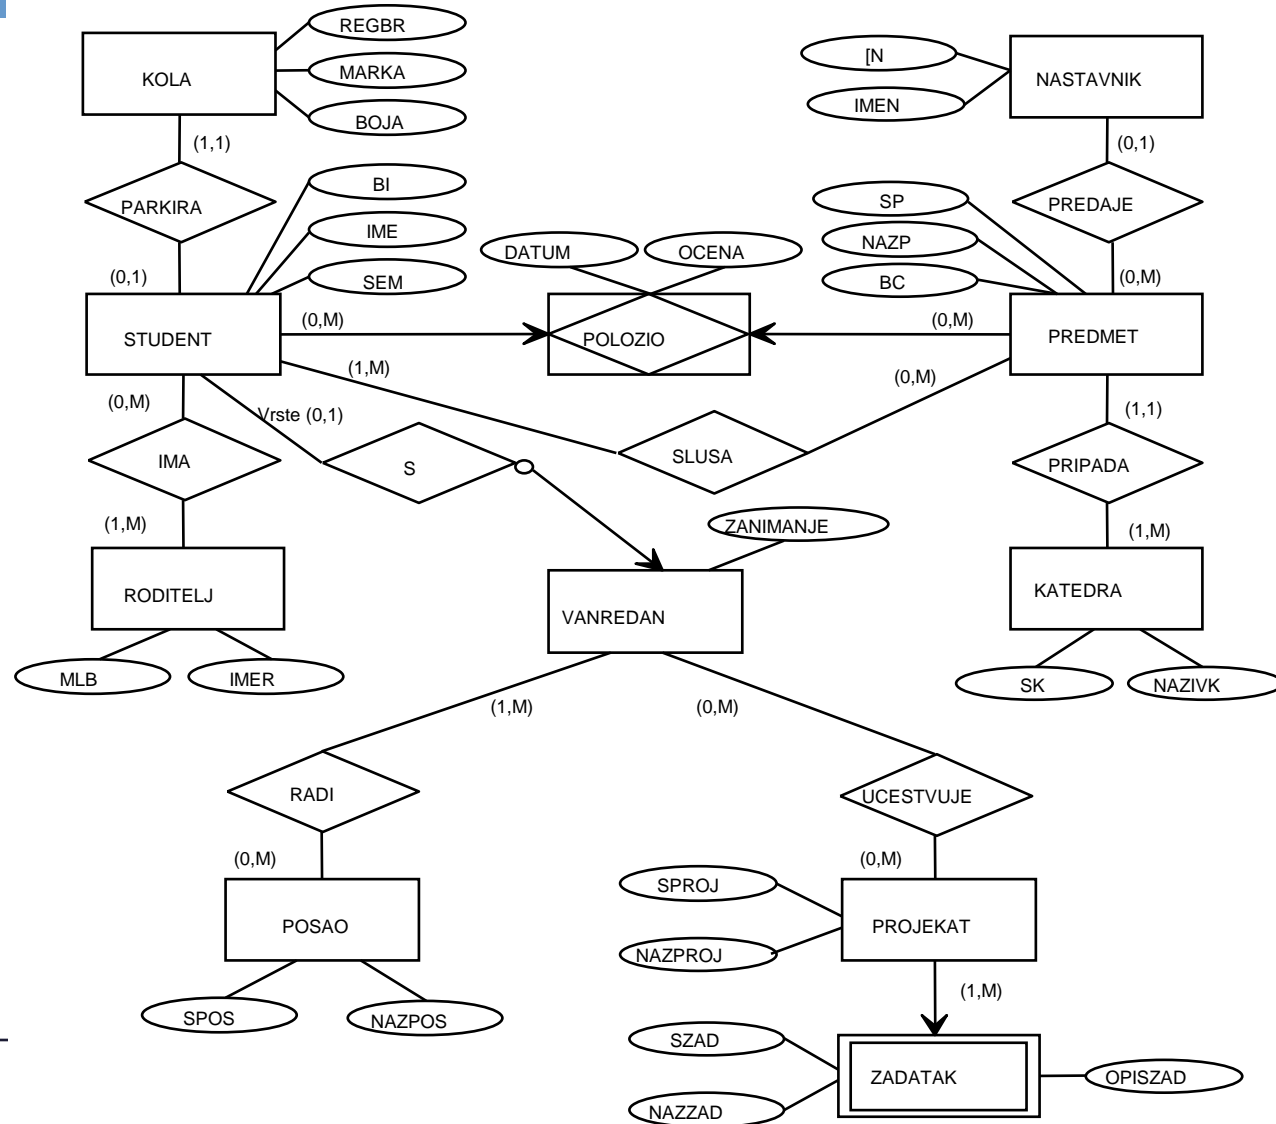 REGBR
KOLA
MARKA
BOJA
[N
NASTAVNIK
IMEN
(1,1)
(0,1)
PARKIRA
BI
IME
SEM
SP
NAZP
BC
PREDAJE
DATUM
OCENA
(0,1)
(0,M)
STUDENT
(0,M)
POLOZIO
(0,M)
PREDMET
(1,M)
(0,M)
(0,M)
Vrste (0,1)
(1,1)
IMA
S
SLUSA
PRIPADA
(1,M)
ZANIMANJE
(1,M)
RODITELJ
VANREDAN
KATEDRA
MLB
IMER
SK
NAZIVK
(1,M)
(0,M)
RADI
UCESTVUJE
(0,M)
(0,M)
SPROJ
POSAO
PROJEKAT
NAZPROJ
(1,M)
SPOS
NAZPOS
SZAD
ZADATAK
OPISZAD
NAZZAD